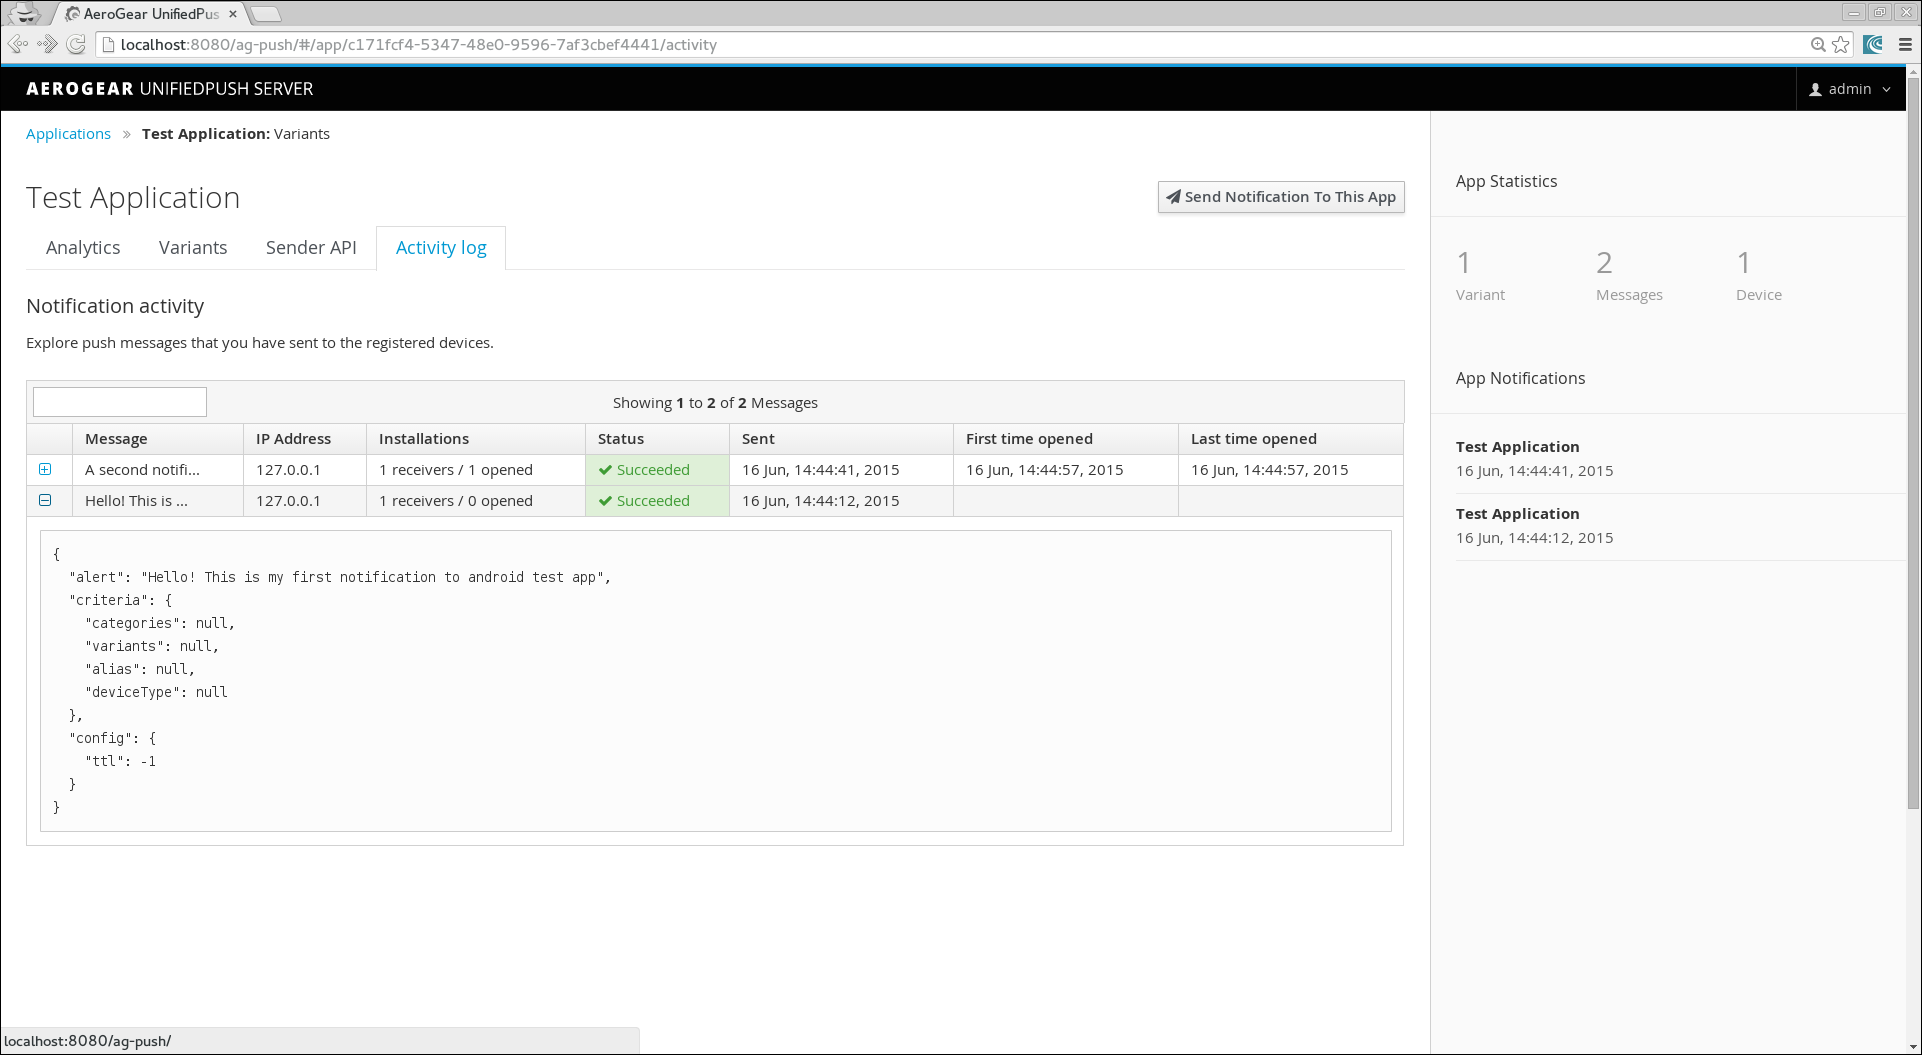 AeroGear UnifiedPus
localhost:8080/ag-push/#/app/c171fcf4-5347-48e0-9596-7af3cbef4441/activity
AEROGEAR UNIFIEDPUSH SERVER
admin
Applications » Test Application: Variants
Test Application
Send Notification To This App
Analytics Variants Sender API Activity log
Notification activity
Explore push messages that you have sent to the registered devices.
Showing 1 to 2 of 2 Messages
Message IP Address Installations Status Sent First time opened Last time opened
A second notifi... 127.0.0.1 1 receivers / 1 opened Succeeded 16 Jun, 14:44:41, 2015 16 Jun, 14:44:57, 2015 16 Jun, 14:44:57, 2015
Hello! This is ... 127.0.0.1 1 receivers / 0 opened Succeeded 16 Jun, 14:44:12, 2015
{
"alert": "Hello! This is my first notification to android test app",
"criteria": {
"categories": null,
"variants": null,
"alias": null,
"deviceType": null
},
"config": {
"ttl": -1
}
}
App Statistics
1 2 1
Variant Messages Device
App Notifications
Test Application
16 Jun, 14:44:41, 2015
Test Application
16 Jun, 14:44:12, 2015
localhost:8080/ag-push/